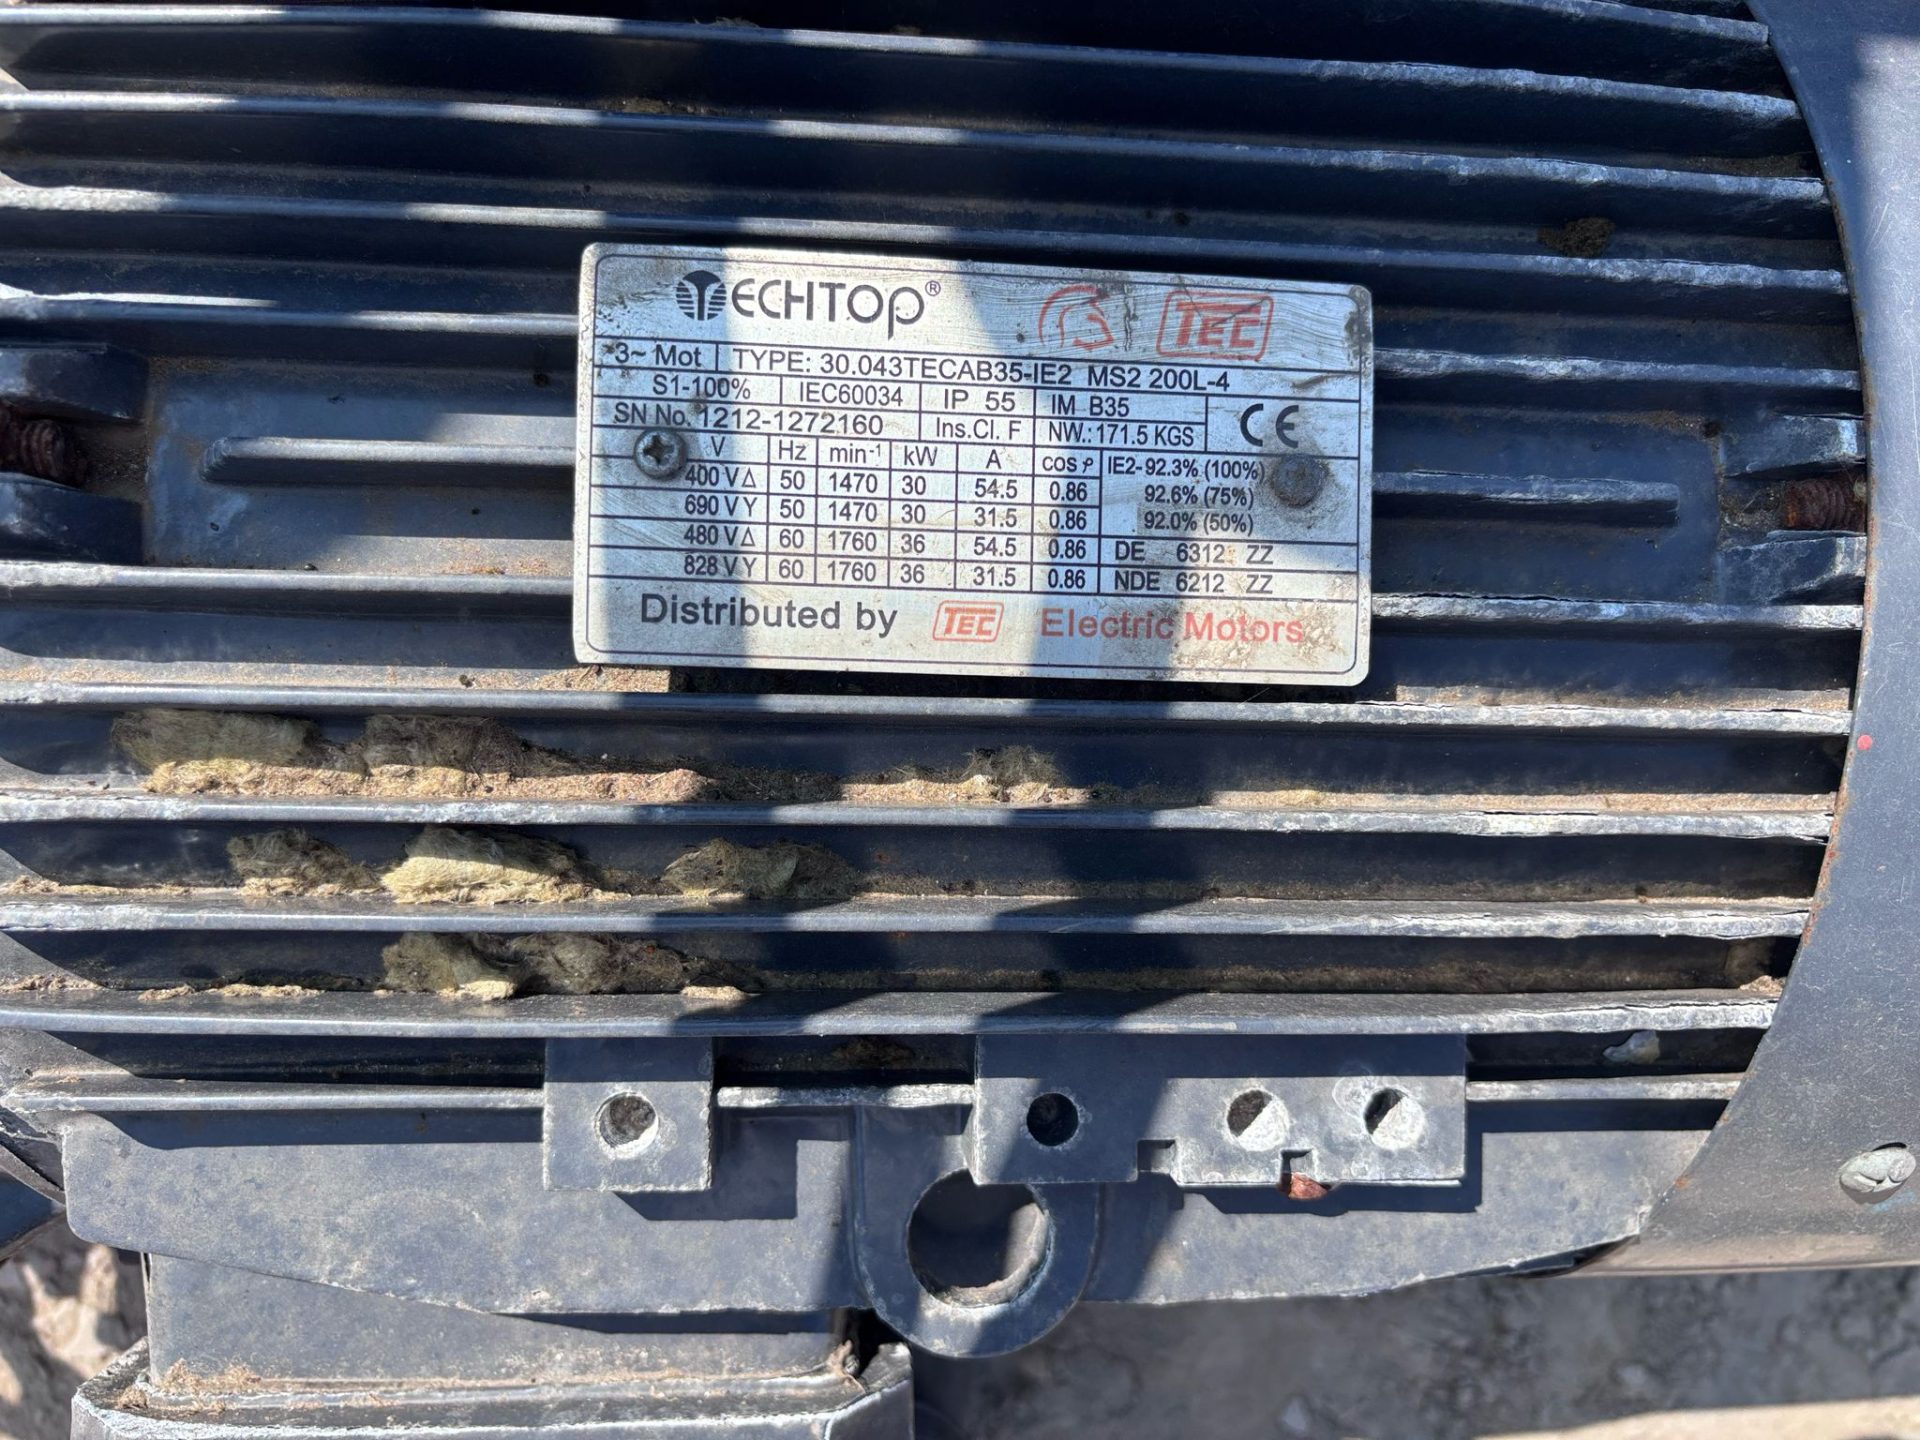 TECHTOP® TEC
3~ Mot TYPE: 30.043TECAB35-IE2 MS2 200L-4
S1-100% IEC60034 IP 55 IM B35 CE
SN No. 1212-1272160 Ins.Cl. F NW.: 171.5 KGS
V Hz min⁻¹ kW A cos φ IE2-92.3% (100%)
400 V Δ 50 1470 30 54.5 0.86 92.6% (75%)
690 V Y 50 1470 30 31.5 0.86 92.0% (50%)
480 V Δ 60 1760 36 54.5 0.86 DE 6312 ZZ
828 V Y 60 1760 36 31.5 0.86 NDE 6212 ZZ
Distributed by TEC Electric Motors